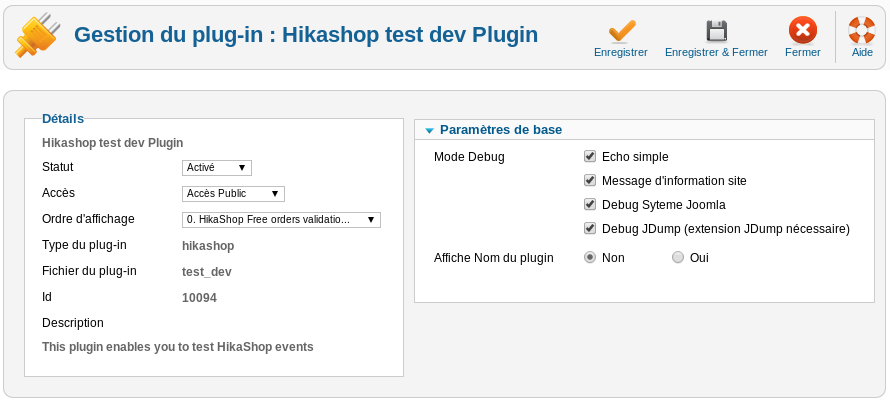 Gestion du plug-in : Hikashop test dev Plugin
Enregistrer
Enregistrer & Fermer
Fermer
Aide
Détails
Hikashop test dev Plugin
Statut Activé
Accès Accès Public
Ordre d'affichage 0. HikaShop Free orders validatio...
Type du plug-in hikashop
Fichier du plug-in test_dev
Id 10094
Description
This plugin enables you to test HikaShop events
Paramètres de base
Mode Debug Echo simple
Message d'information site
Debug Syteme Joomla
Debug JDump (extension JDump nécessaire)
Affiche Nom du plugin Non Oui